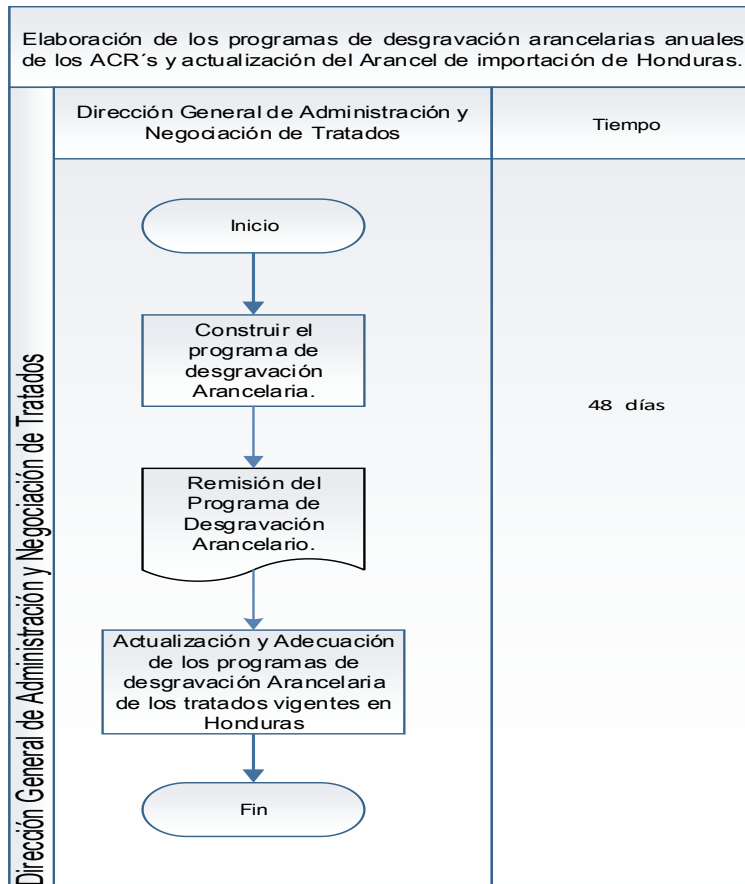 Elaboración de los programas de desgravación arancelarias anuales
de los ACR´s y actualización del Arancel de importación de Honduras.
Dirección General de Administración y Negociación de Tratados
Dirección General de Administración y
Negociación de Tratados
Tiempo
Inicio
Construir el
programa de
desgravación
Arancelaria.
48 días
Remisión del
Programa de
Desgravación
Arancelario.
Actualización y Adecuación
de los programas de
desgravación Arancelaria
de los tratados vigentes en
Honduras
Fin